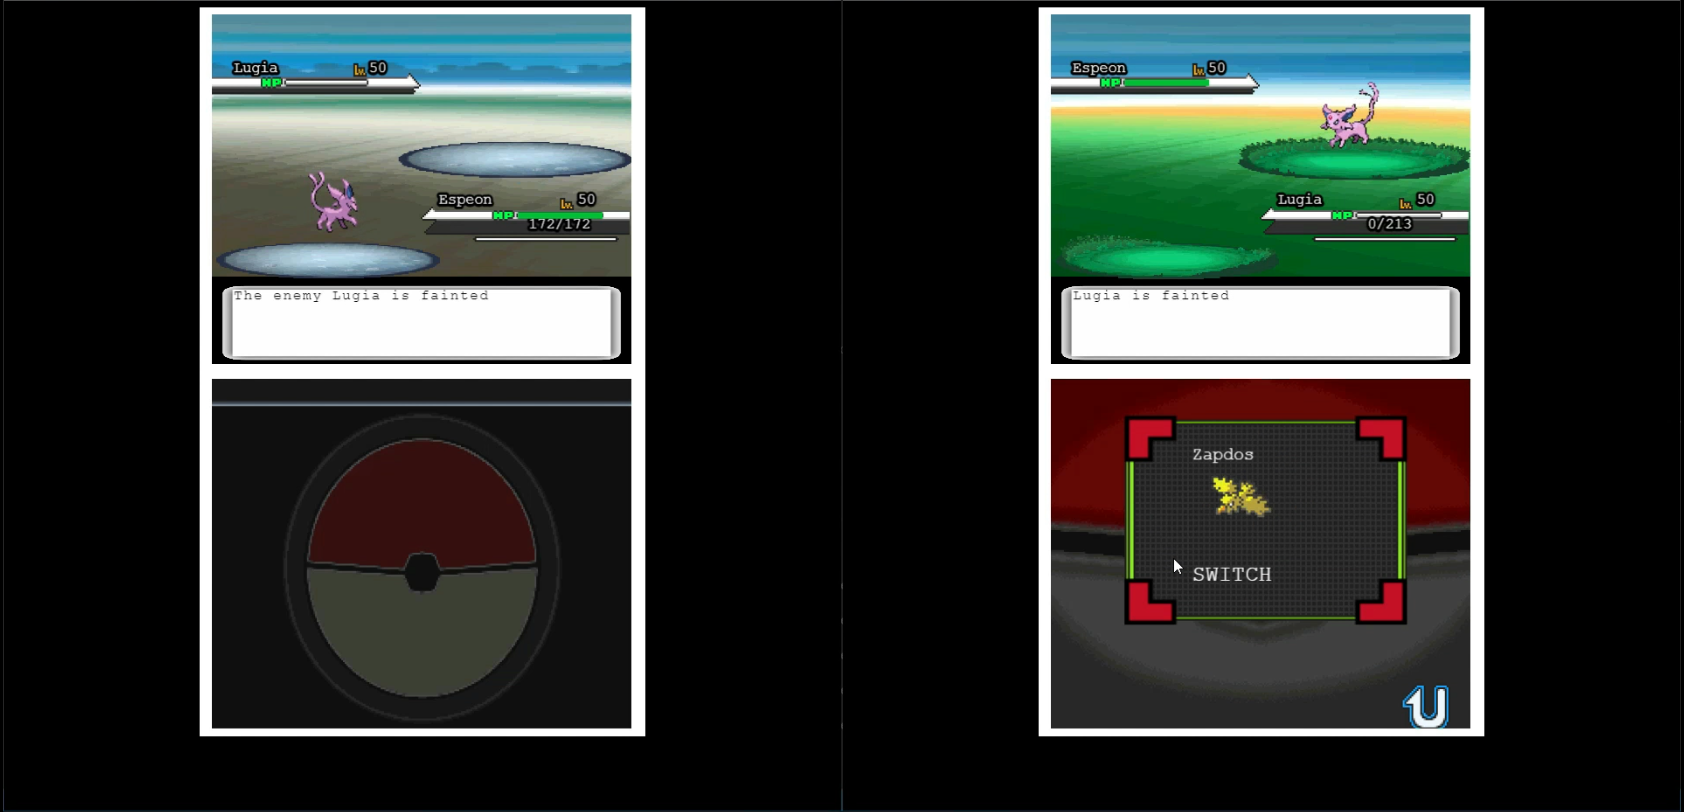 Lugia Lv. 50
HP
Espeon Lv. 50
HP
172/172
The enemy Lugia is fainted
Espeon Lv. 50
HP
Lugia Lv. 50
HP
0/213
Lugia is fainted
Zapdos
SWITCH